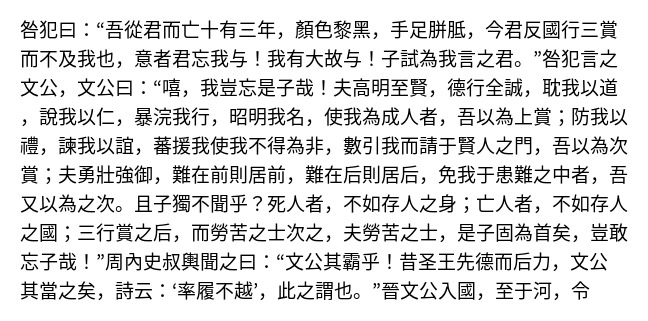 咎犯曰：“吾從君而亡十有三年，顏色黎黑，手足胼胝，今君反國行三賞
而不及我也，意者君忘我与！我有大故与！子試為我言之君。”咎犯言之
文公，文公曰：“嘻，我豈忘是子哉！夫高明至賢，德行全誠，耽我以道
，說我以仁，暴浣我行，昭明我名，使我為成人者，吾以為上賞；防我以
禮，諫我以誼，蕃援我使我不得為非，數引我而請于賢人之門，吾以為次
賞；夫勇壯強御，難在前則居前，難在后則居后，免我于患難之中者，吾
又以為之次。且子獨不聞乎？死人者，不如存人之身；亡人者，不如存人
之國；三行賞之后，而勞苦之士次之，夫勞苦之士，是子固為首矣，豈敢
忘子哉！”周內史叔輿聞之曰：“文公其霸乎！昔圣王先德而后力，文公
其當之矣，詩云：‘率履不越’，此之謂也。”晉文公入國，至于河，令